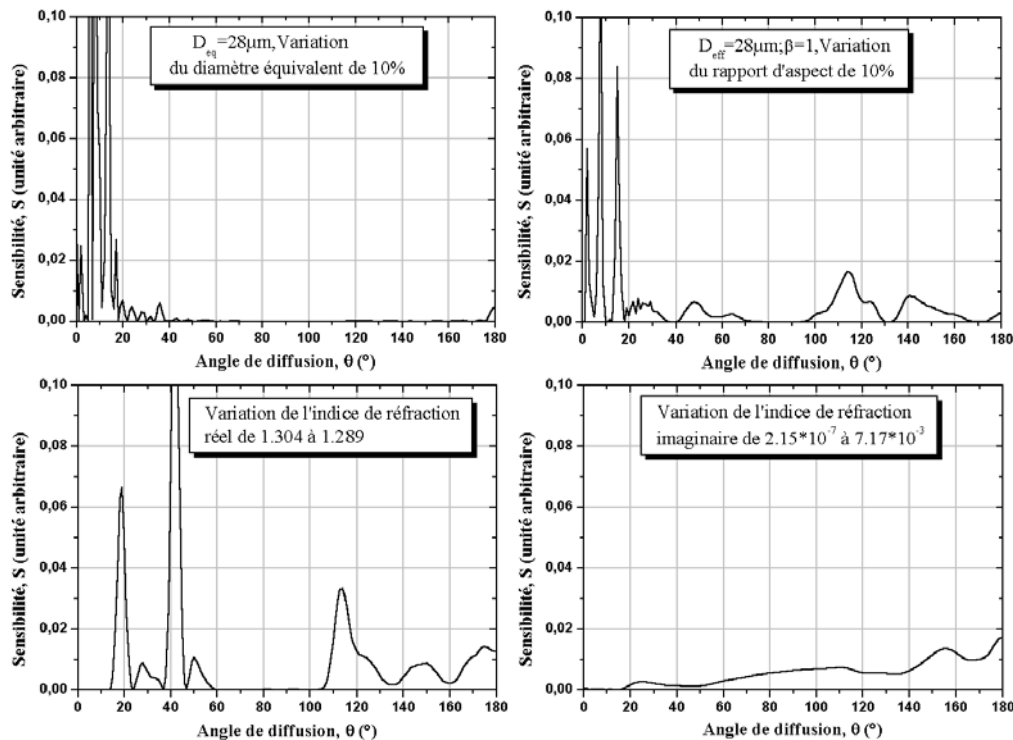 D_eq=28μm, Variation
du diamètre équivalent de 10%
Sensibilité, S (unité arbitraire)
0,10
0,08
0,06
0,04
0,02
0,00
0 20 40 60 80 100 120 140 160 180
Angle de diffusion, θ (°)
D_eff=28μm;β=1, Variation
du rapport d'aspect de 10%
Sensibilité, S (unité arbitraire)
0,10
0,08
0,06
0,04
0,02
0,00
0 20 40 60 80 100 120 140 160 180
Angle de diffusion, θ (°)
Variation de l'indice de réfraction
réel de 1.304 à 1.289
Sensibilité, S (unité arbitraire)
0,10
0,08
0,06
0,04
0,02
0,00
0 20 40 60 80 100 120 140 160 180
Angle de diffusion, θ (°)
Variation de l'indice de réfraction
imaginaire de 2.15*10^-7 à 7.17*10^-3
Sensibilité, S (unité arbitraire)
0,10
0,08
0,06
0,04
0,02
0,00
0 20 40 60 80 100 120 140 160 180
Angle de diffusion, θ (°)